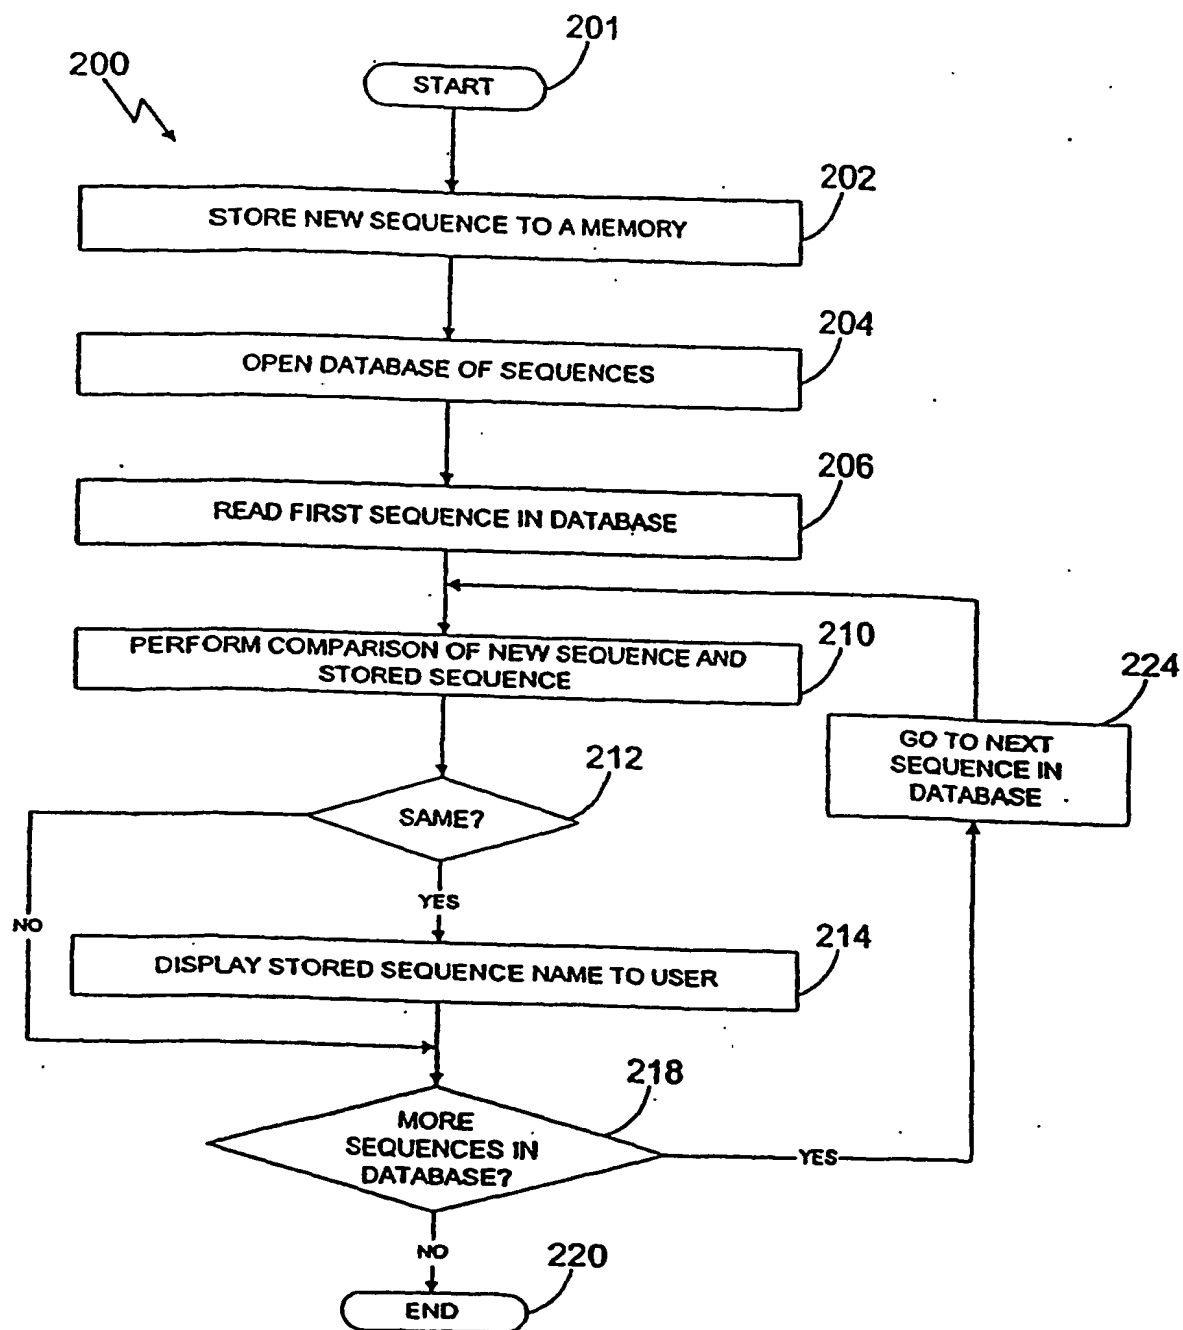 201
200
START
202
STORE NEW SEQUENCE TO A MEMORY
204
OPEN DATABASE OF SEQUENCES
206
READ FIRST SEQUENCE IN DATABASE
210
PERFORM COMPARISON OF NEW SEQUENCE AND
STORED SEQUENCE
224
GO TO NEXT
SEQUENCE IN
DATABASE
212
SAME?
YES
NO
214
DISPLAY STORED SEQUENCE NAME TO USER
218
MORE
SEQUENCES IN
DATABASE?
YES
NO
220
END